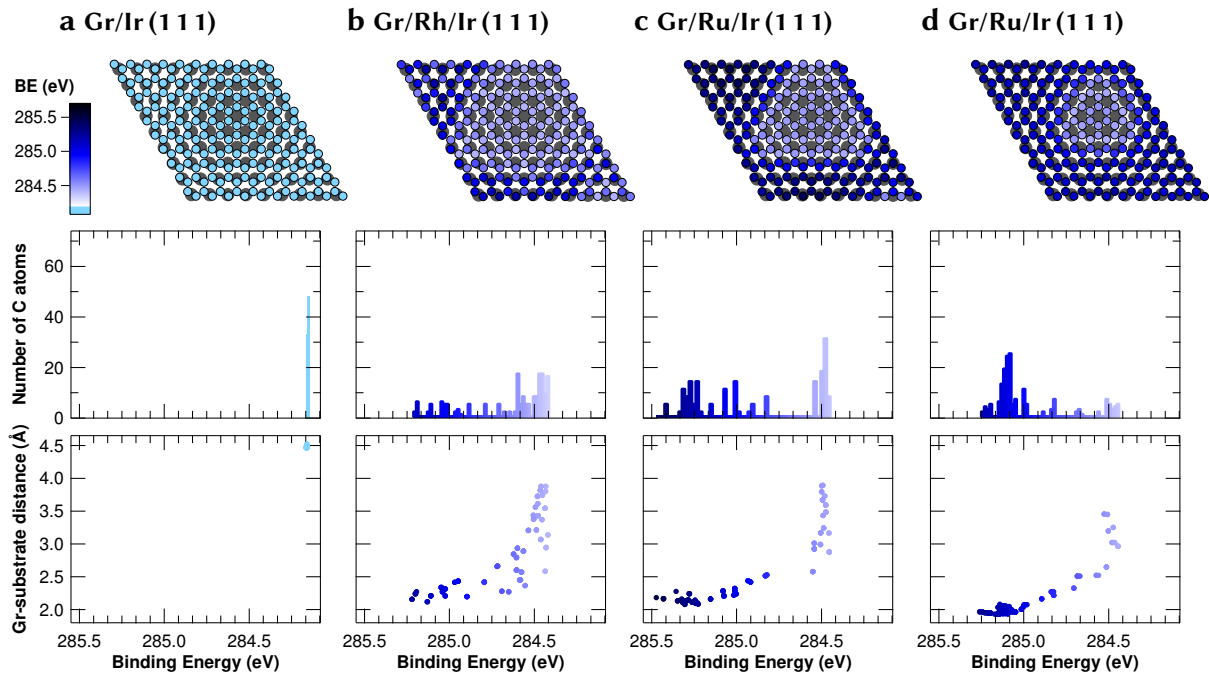 a Gr/Ir (1 1 1)
b Gr/Rh/Ir (1 1 1)
c Gr/Ru/Ir (1 1 1)
d Gr/Ru/Ir (1 1 1)
BE (eV)
285.5
285.0
284.5
Number of C atoms
60
40
20
0
Gr-substrate distance (Å)
4.5
4.0
3.5
3.0
2.5
2.0
285.5 285.0 284.5
285.0 284.5
285.5 285.0 284.5
285.5 285.0 284.5
Binding Energy (eV)
Binding Energy (eV)
Binding Energy (eV)
Binding Energy (eV)